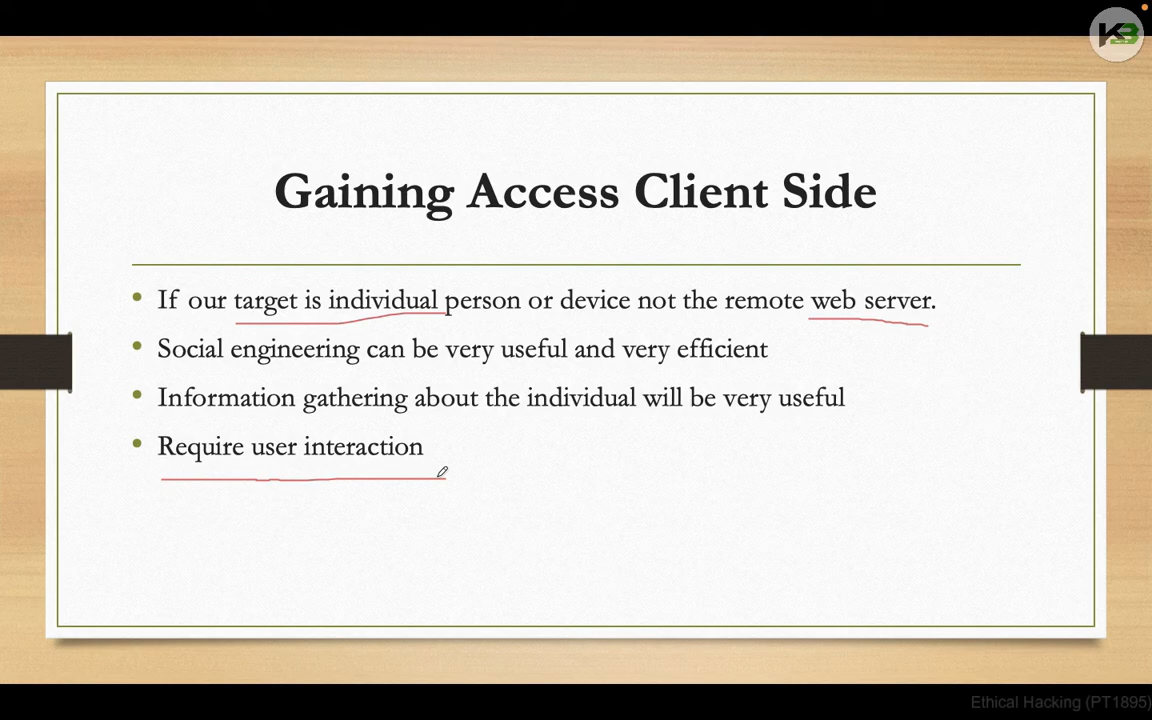 K3
Gaining Access Client Side
• If our target is individual person or device not the remote web server.
• Social engineering can be very useful and very efficient
• Information gathering about the individual will be very useful
• Require user interaction
Ethical Hacking (PT1895)